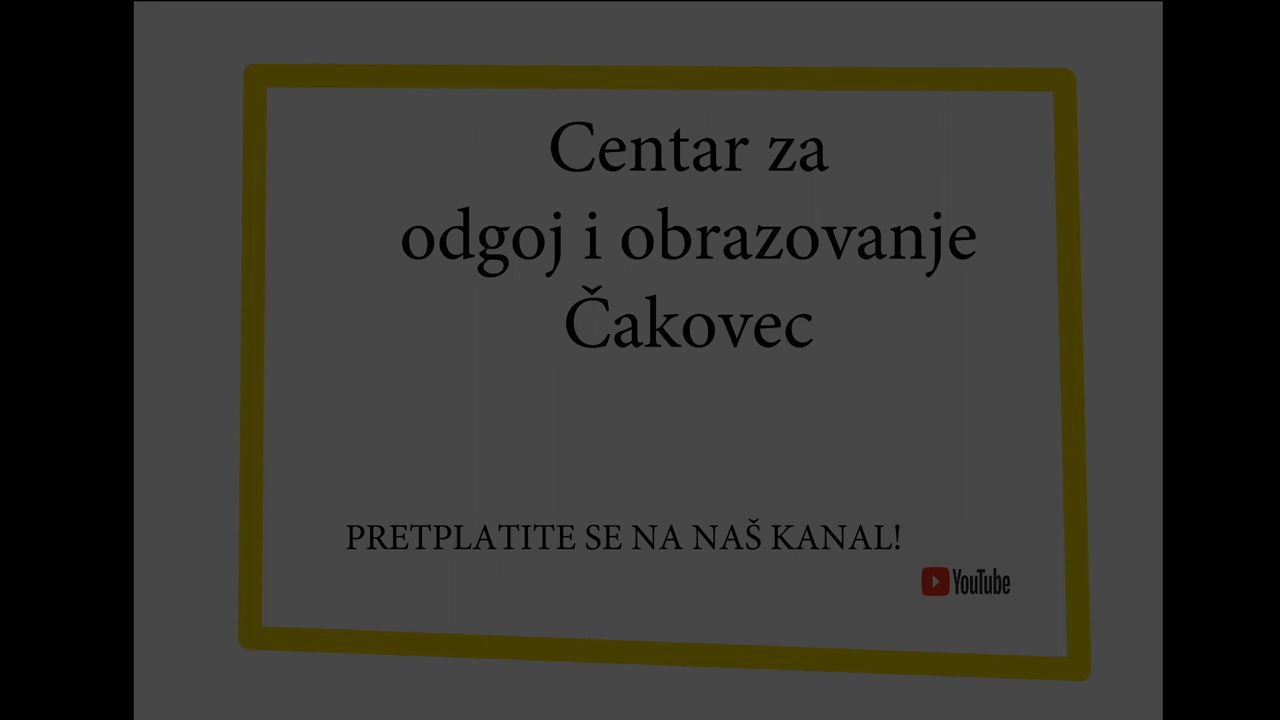 Centar za
odgoj i obrazovanje
Čakovec
PRETPLATITE SE NA NAŠ KANAL!
YouTube